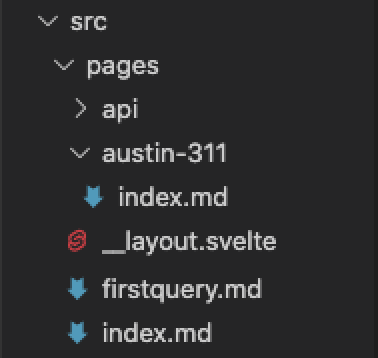 src
pages
api
austin-311
index.md
__layout.svelte
firstquery.md
index.md